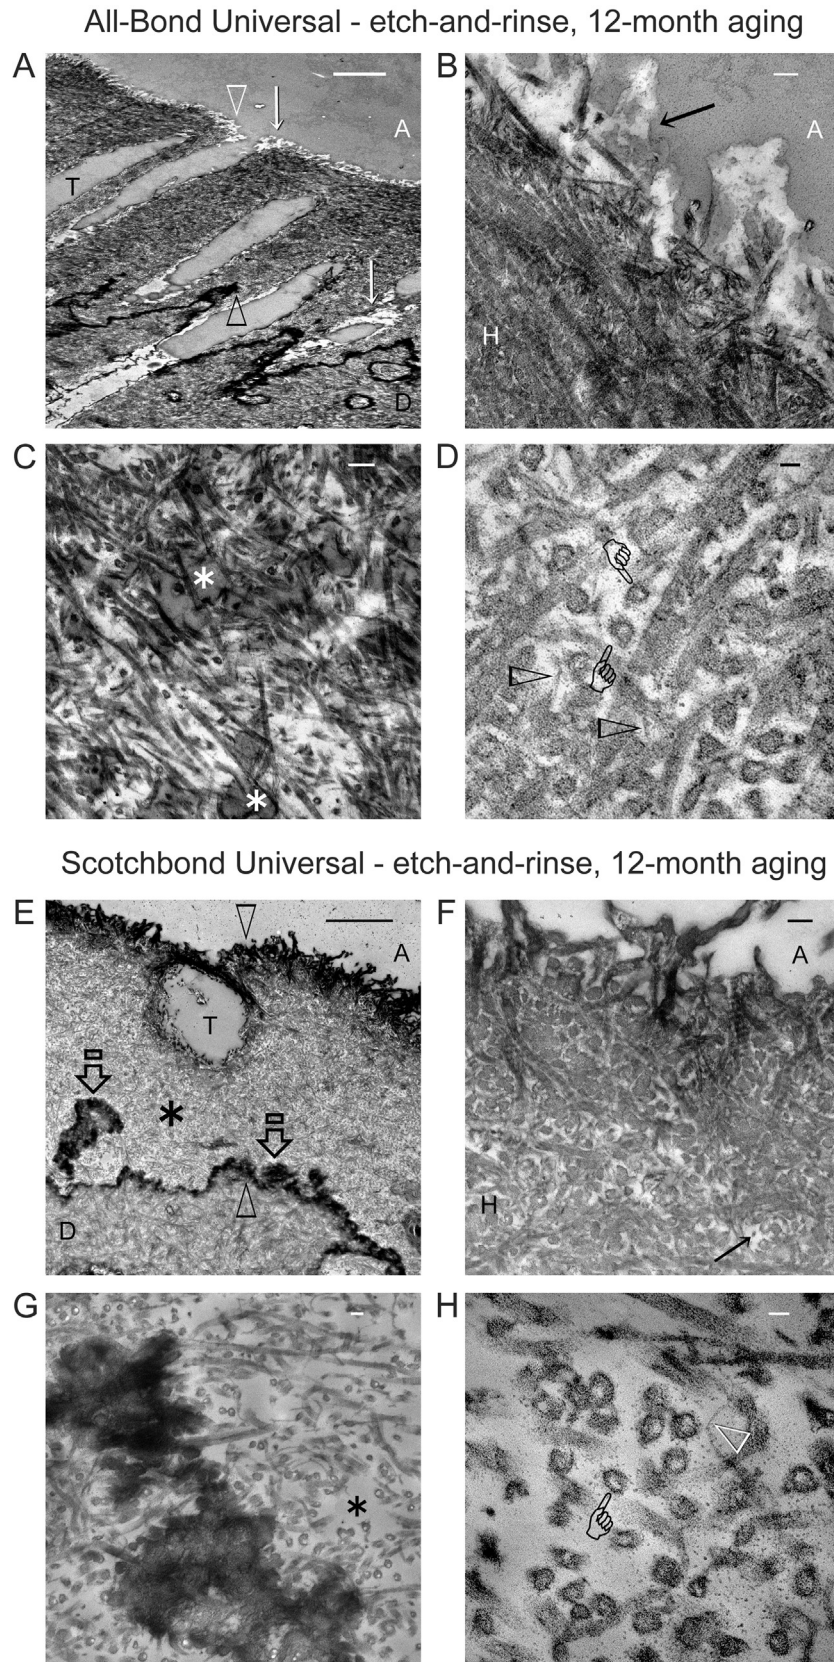 All-Bond Universal - etch-and-rinse, 12-month aging
A
B
A
A
T
H
D
C
D
*
*
Scotchbond Universal - etch-and-rinse, 12-month aging
E
F
A
A
T
*
H
D
G
H
*